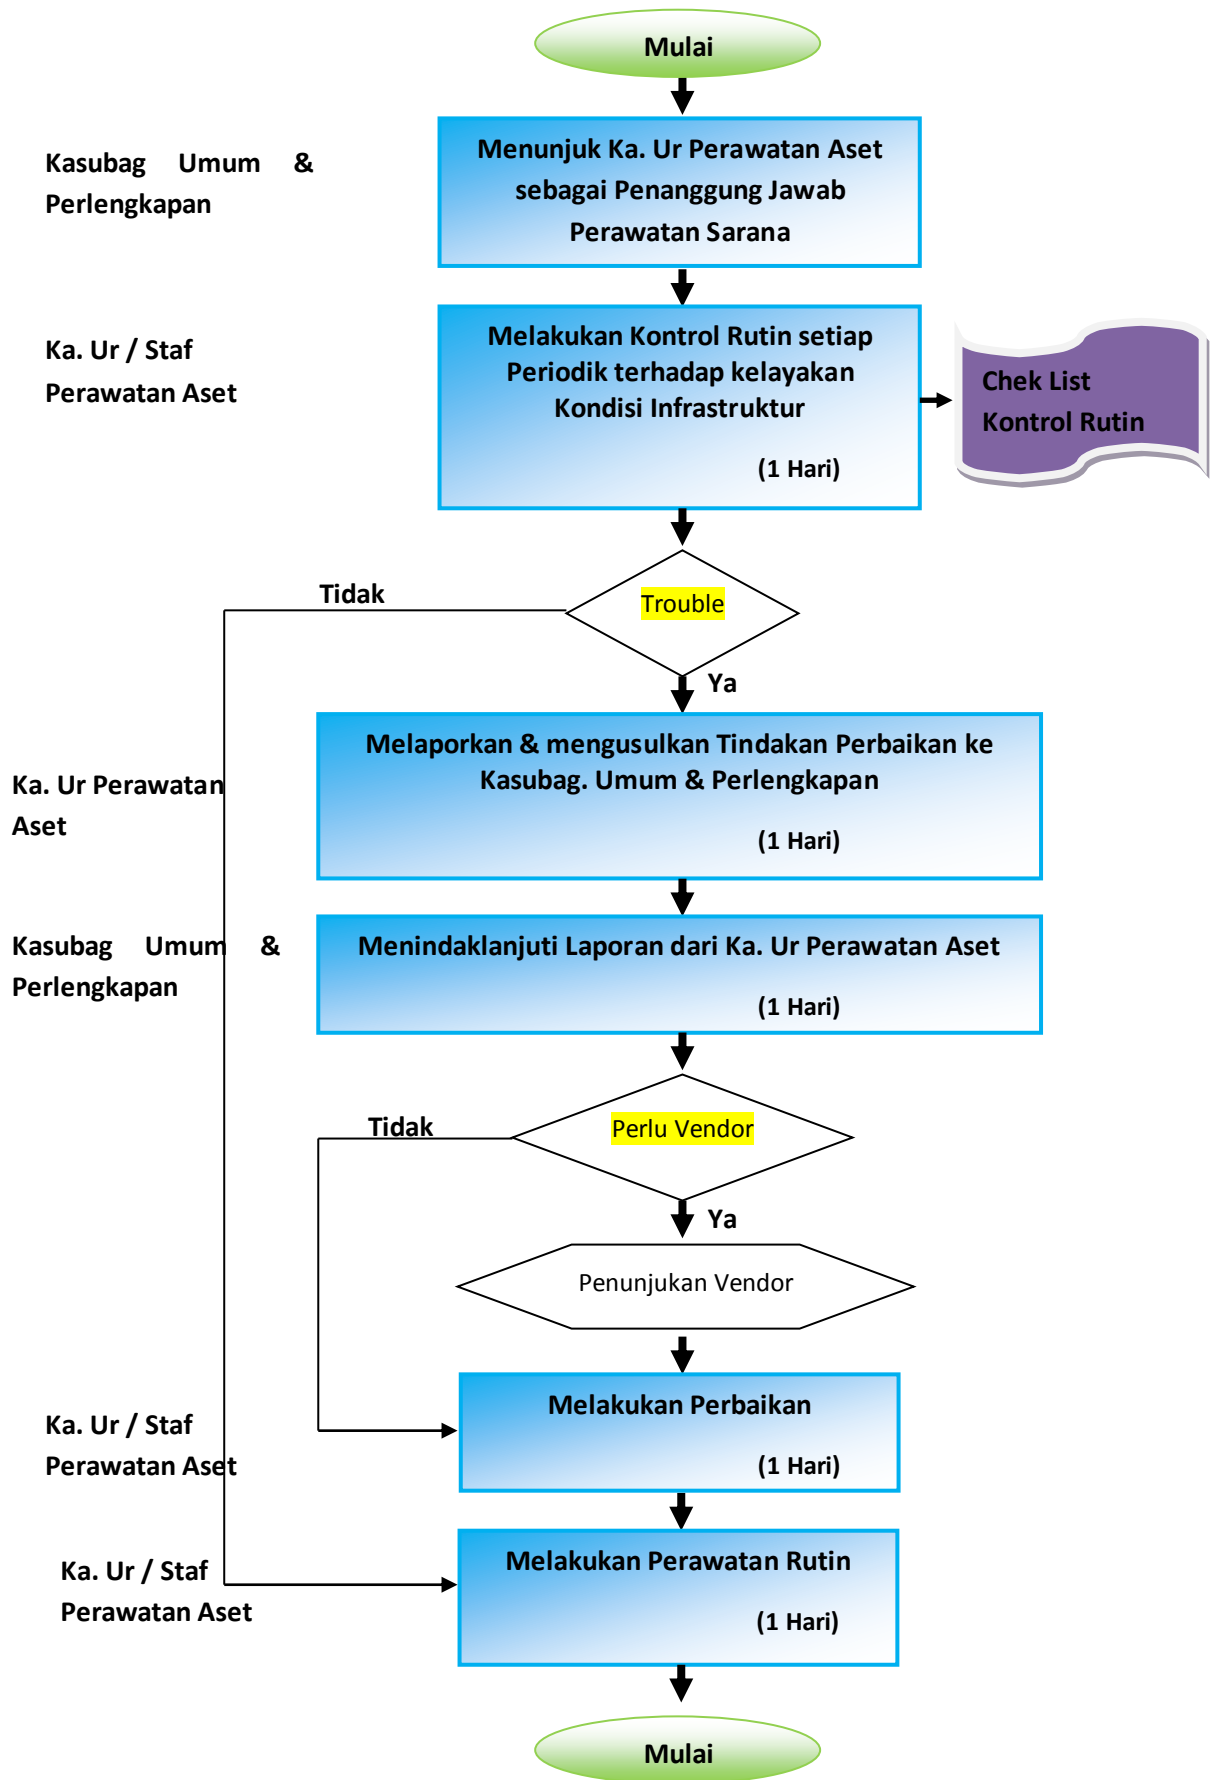 Mulai
Kasubag Umum &
Perlengkapan
Menunjuk Ka. Ur Perawatan Aset
sebagai Penanggung Jawab
Perawatan Sarana
Ka. Ur / Staf
Perawatan Aset
Melakukan Kontrol Rutin setiap
Periodik terhadap kelayakan
Kondisi Infrastruktur
(1 Hari)
Chek List
Kontrol Rutin
Tidak
Trouble
Ya
Ka. Ur Perawatan
Aset
Melaporkan & mengusulkan Tindakan Perbaikan ke
Kasubag. Umum & Perlengkapan
(1 Hari)
Kasubag Umum &
Perlengkapan
Menindaklanjuti Laporan dari Ka. Ur Perawatan Aset
(1 Hari)
Tidak
Perlu Vendor
Ya
Penunjukan Vendor
Ka. Ur / Staf
Perawatan Aset
Melakukan Perbaikan
(1 Hari)
Ka. Ur / Staf
Perawatan Aset
Melakukan Perawatan Rutin
(1 Hari)
Mulai